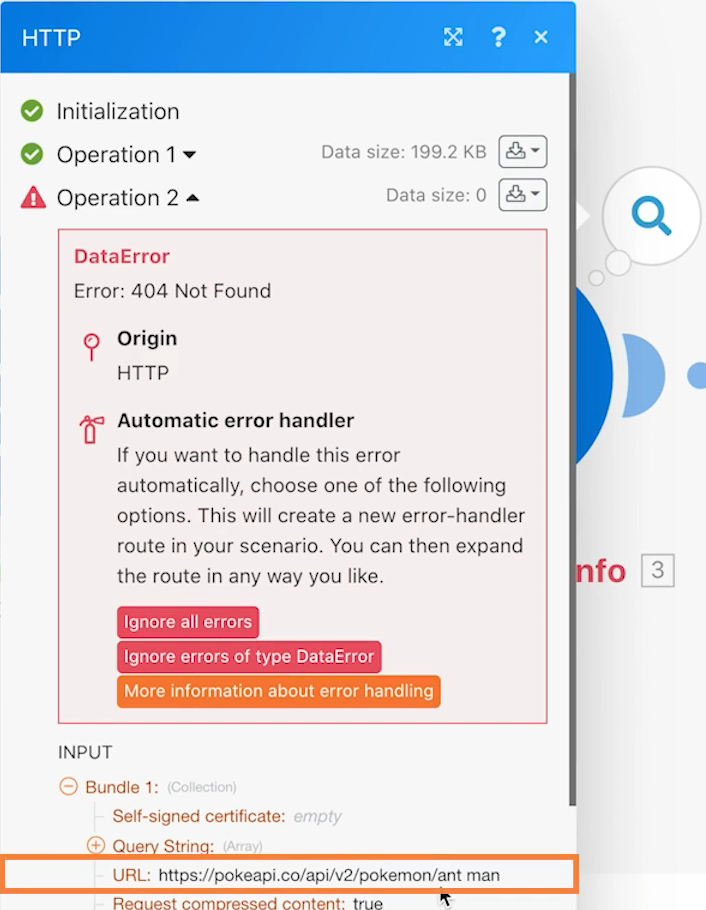 HTTP
Initialization
Operation 1 Data size: 199.2 KB
Operation 2 Data size: 0
DataError
Error: 404 Not Found
Origin
HTTP
Automatic error handler
If you want to handle this error
automatically, choose one of the following
options. This will create a new error-handler
route in your scenario. You can then expand
the route in any way you like.
Ignore all errors
Ignore errors of type DataError
More information about error handling
nfo 3
INPUT
Bundle 1: (Collection)
Self-signed certificate: empty
Query String: (Array)
URL: https://pokeapi.co/api/v2/pokemon/ant man
Request compressed content: true